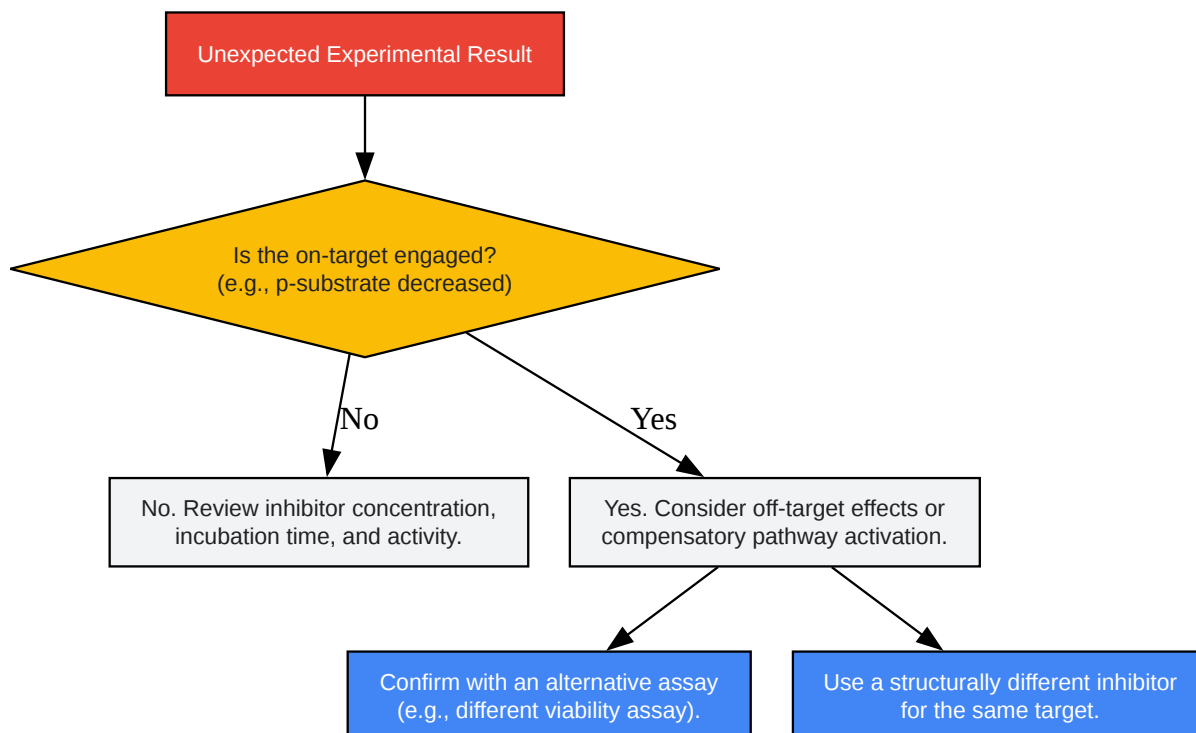 Unexpected Experimental Result
Is the on-target engaged?
(e.g., p-substrate decreased)
No
Yes
No. Review inhibitor concentration,
incubation time, and activity.
Yes. Consider off-target effects or
compensatory pathway activation.
Confirm with an alternative assay
(e.g., different viability assay).
Use a structurally different inhibitor
for the same target.